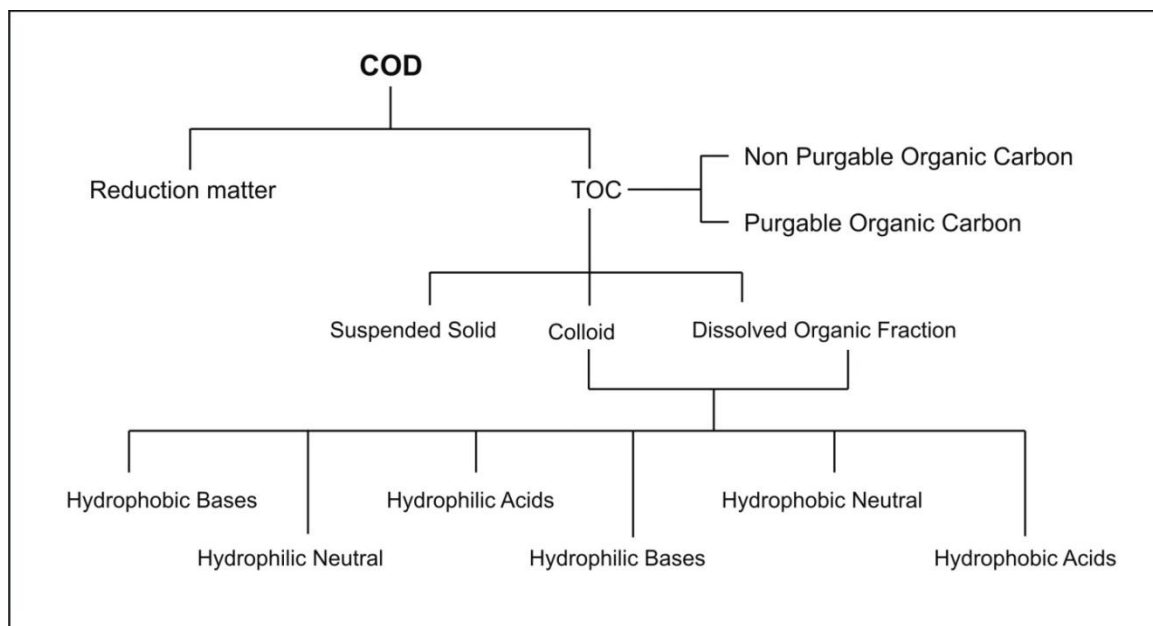 COD
Non Purgable Organic Carbon
Reduction matter
TOC
Purgable Organic Carbon
Suspended Solid
Colloid
Dissolved Organic Fraction
Hydrophobic Bases
Hydrophilic Acids
Hydrophobic Neutral
Hydrophilic Neutral
Hydrophilic Bases
Hydrophobic Acids